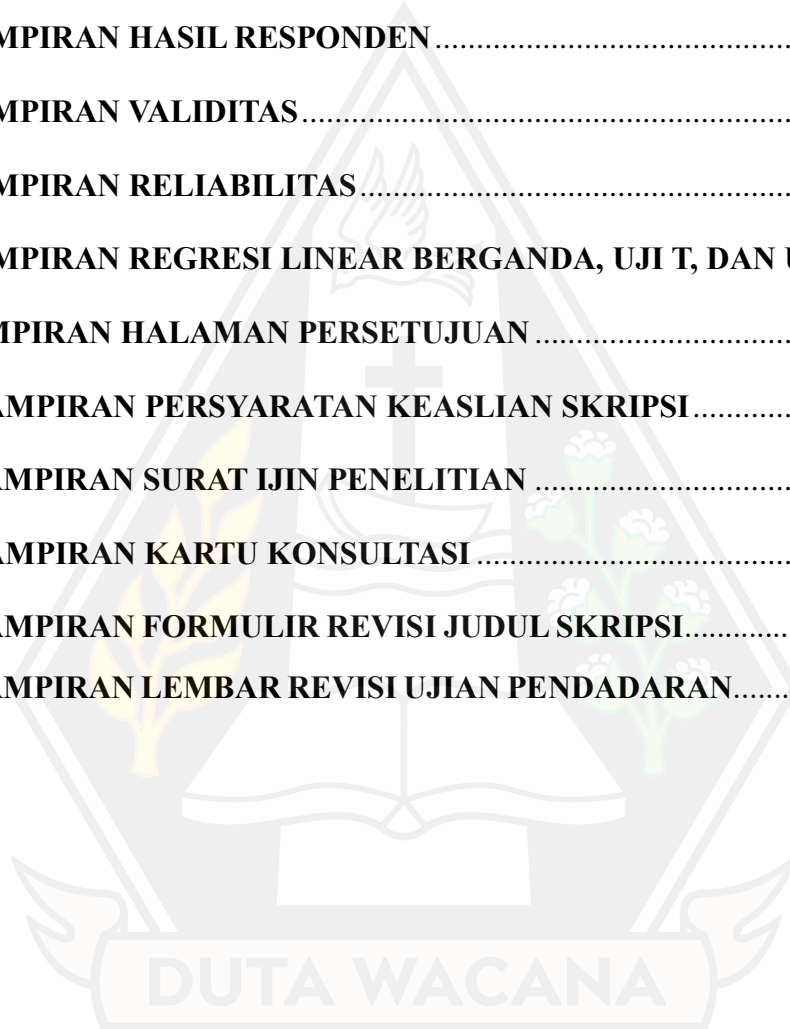 MPIRAN HASIL RESPONDEN................................................
MPIRAN VALIDITAS................................................................
MPIRAN RELIABILITAS.........................................................
MPIRAN REGRESI LINEAR BERGANDA, UJI T, DAN U
MPIRAN HALAMAN PERSETUJUAN....................................
AMPIRAN PERSYARATAN KEASLIAN SKRIPSI.............
AMPIRAN SURAT IJIN PENELITIAN....................................
AMPIRAN KARTU KONSULTASI...........................................
AMPIRAN FORMULIR REVISI JUDUL SKRIPSI.............
AMPIRAN LEMBAR REVISI UJIAN PENDADARAN.......
DUTA WACANA